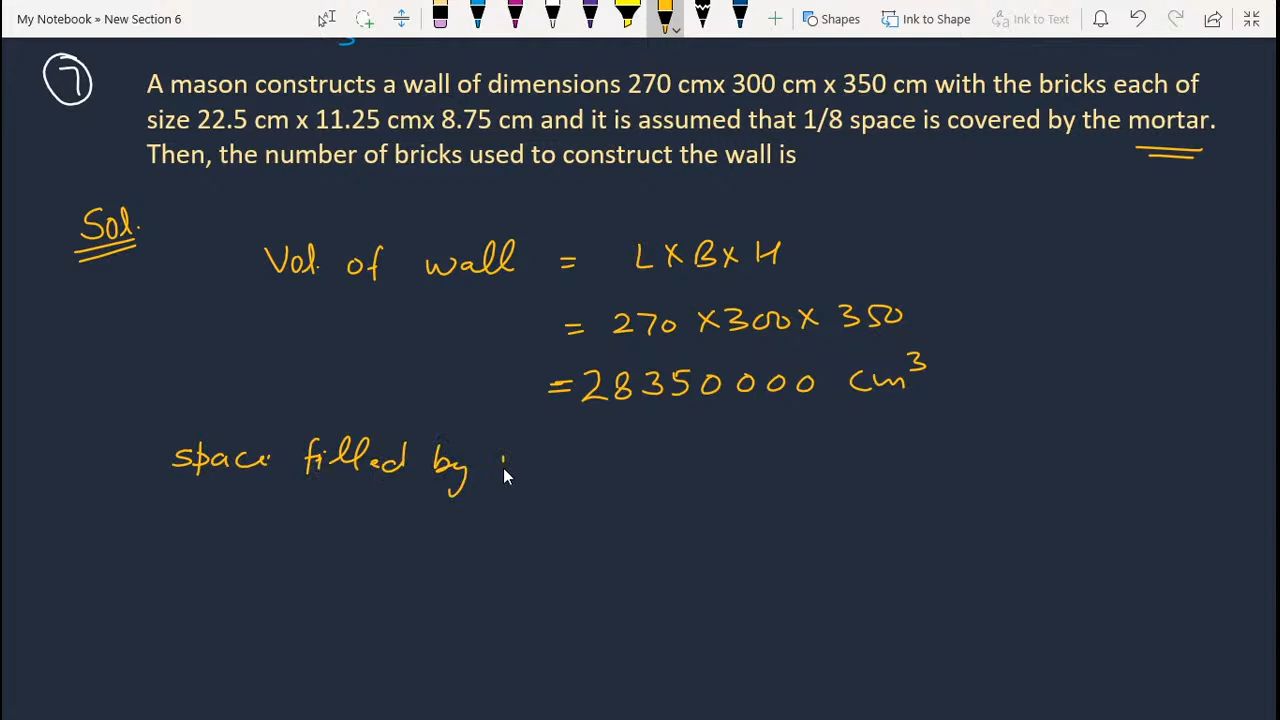 My Notebook » New Section 6
Shapes Ink to Shape Ink to Text
7
A mason constructs a wall of dimensions 270 cmx 300 cm x 350 cm with the bricks each of
size 22.5 cm x 11.25 cmx 8.75 cm and it is assumed that 1/8 space is covered by the mortar.
Then, the number of bricks used to construct the wall is
Sol.
Vol. of wall = L×B×H
= 270 ×300× 350
=28350000 cm³
space filled by